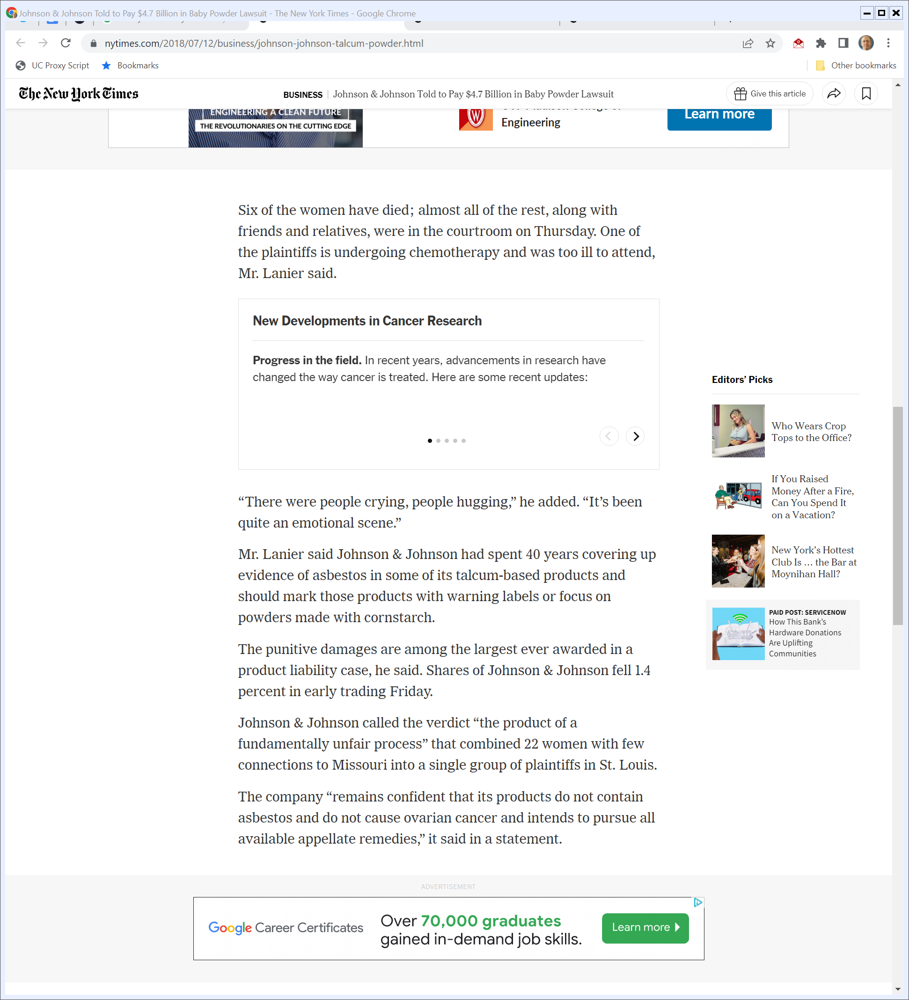 Johnson & Johnson Told to Pay $4.7 Billion in Baby Powder Lawsuit - The New York Times - Google Chrome
nytimes.com/2018/07/12/business/johnson-johnson-talcum-powder.html
UC Proxy Script
Bookmarks
Other bookmarks
The New York Times
BUSINESS
Johnson & Johnson Told to Pay $4.7 Billion in Baby Powder Lawsuit
Give this article
ENGINEERING A CLEAN FUTURE
THE REVOLUTIONARIES ON THE CUTTING EDGE
W
Engineering
Learn more
Six of the women have died; almost all of the rest, along with
friends and relatives, were in the courtroom on Thursday. One of
the plaintiffs is undergoing chemotherapy and was too ill to attend,
Mr. Lanier said.
New Developments in Cancer Research
Progress in the field. In recent years, advancements in research have
changed the way cancer is treated. Here are some recent updates:
“There were people crying, people hugging,” he added. “It’s been
quite an emotional scene.”
Mr. Lanier said Johnson & Johnson had spent 40 years covering up
evidence of asbestos in some of its talcum-based products and
should mark those products with warning labels or focus on
powders made with cornstarch.
The punitive damages are among the largest ever awarded in a
product liability case, he said. Shares of Johnson & Johnson fell 1.4
percent in early trading Friday.
Johnson & Johnson called the verdict “the product of a
fundamentally unfair process” that combined 22 women with few
connections to Missouri into a single group of plaintiffs in St. Louis.
The company “remains confident that its products do not contain
asbestos and do not cause ovarian cancer and intends to pursue all
available appellate remedies,” it said in a statement.
Editors’ Picks
Who Wears Crop
Tops to the Office?
If You Raised
Money After a Fire,
Can You Spend It
on a Vacation?
New York’s Hottest
Club Is … the Bar at
Moynihan Hall?
PAID POST: SERVICENOW
How This Bank’s
Hardware Donations
Are Uplifting
Communities
ADVERTISEMENT
Google Career Certificates
Over 70,000 graduates
gained in-demand job skills.
Learn more